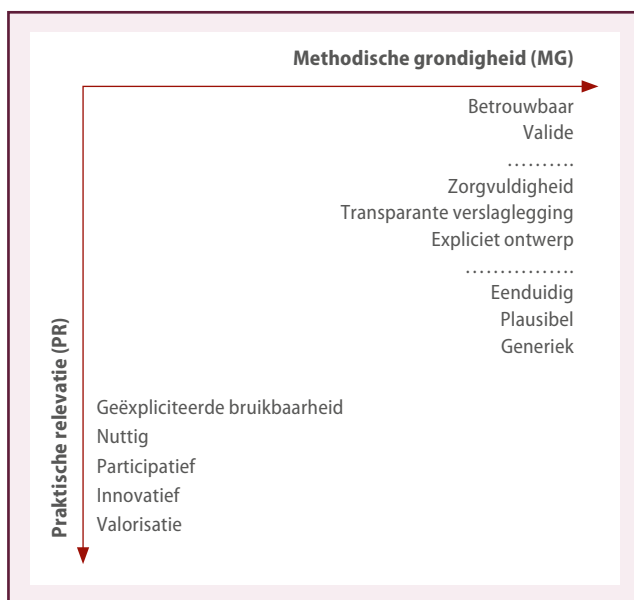 Methodische grondigheid (MG)
Betrouwbaar
Valide
……….
Zorgvuldigheid
Transparante verslaglegging
Expliciet ontwerp
…………….
Eenduidig
Plausibel
Generiek
Praktische relevatie (PR)
Geëxpliciteerde bruikbaarheid
Nuttig
Participatief
Innovatief
Valorisatie